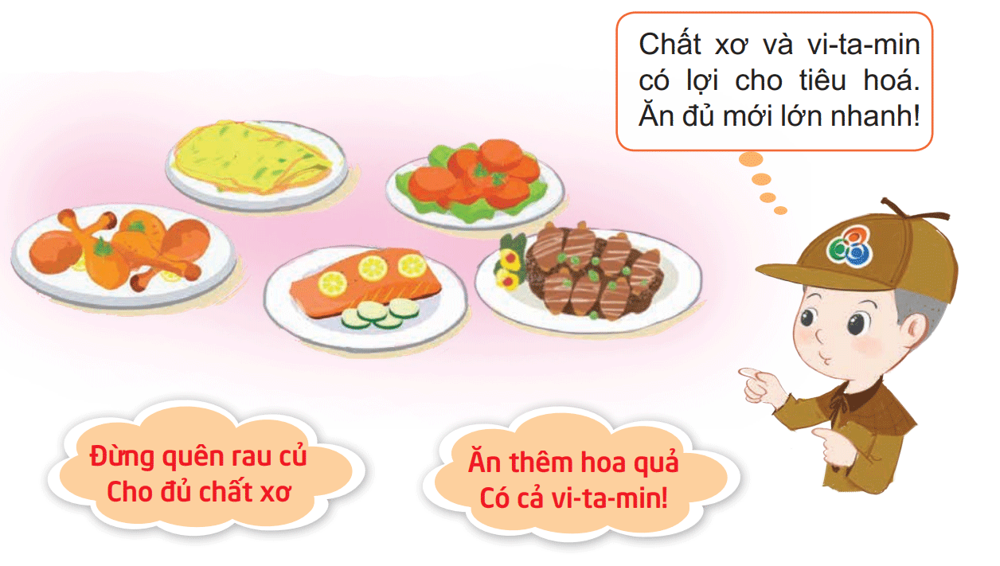 Chất xơ và vi-ta-min
có lợi cho tiêu hoá.
Ăn đủ mới lớn nhanh!
Đừng quên rau củ
Cho đủ chất xơ
Ăn thêm hoa quả
Có cả vi-ta-min!